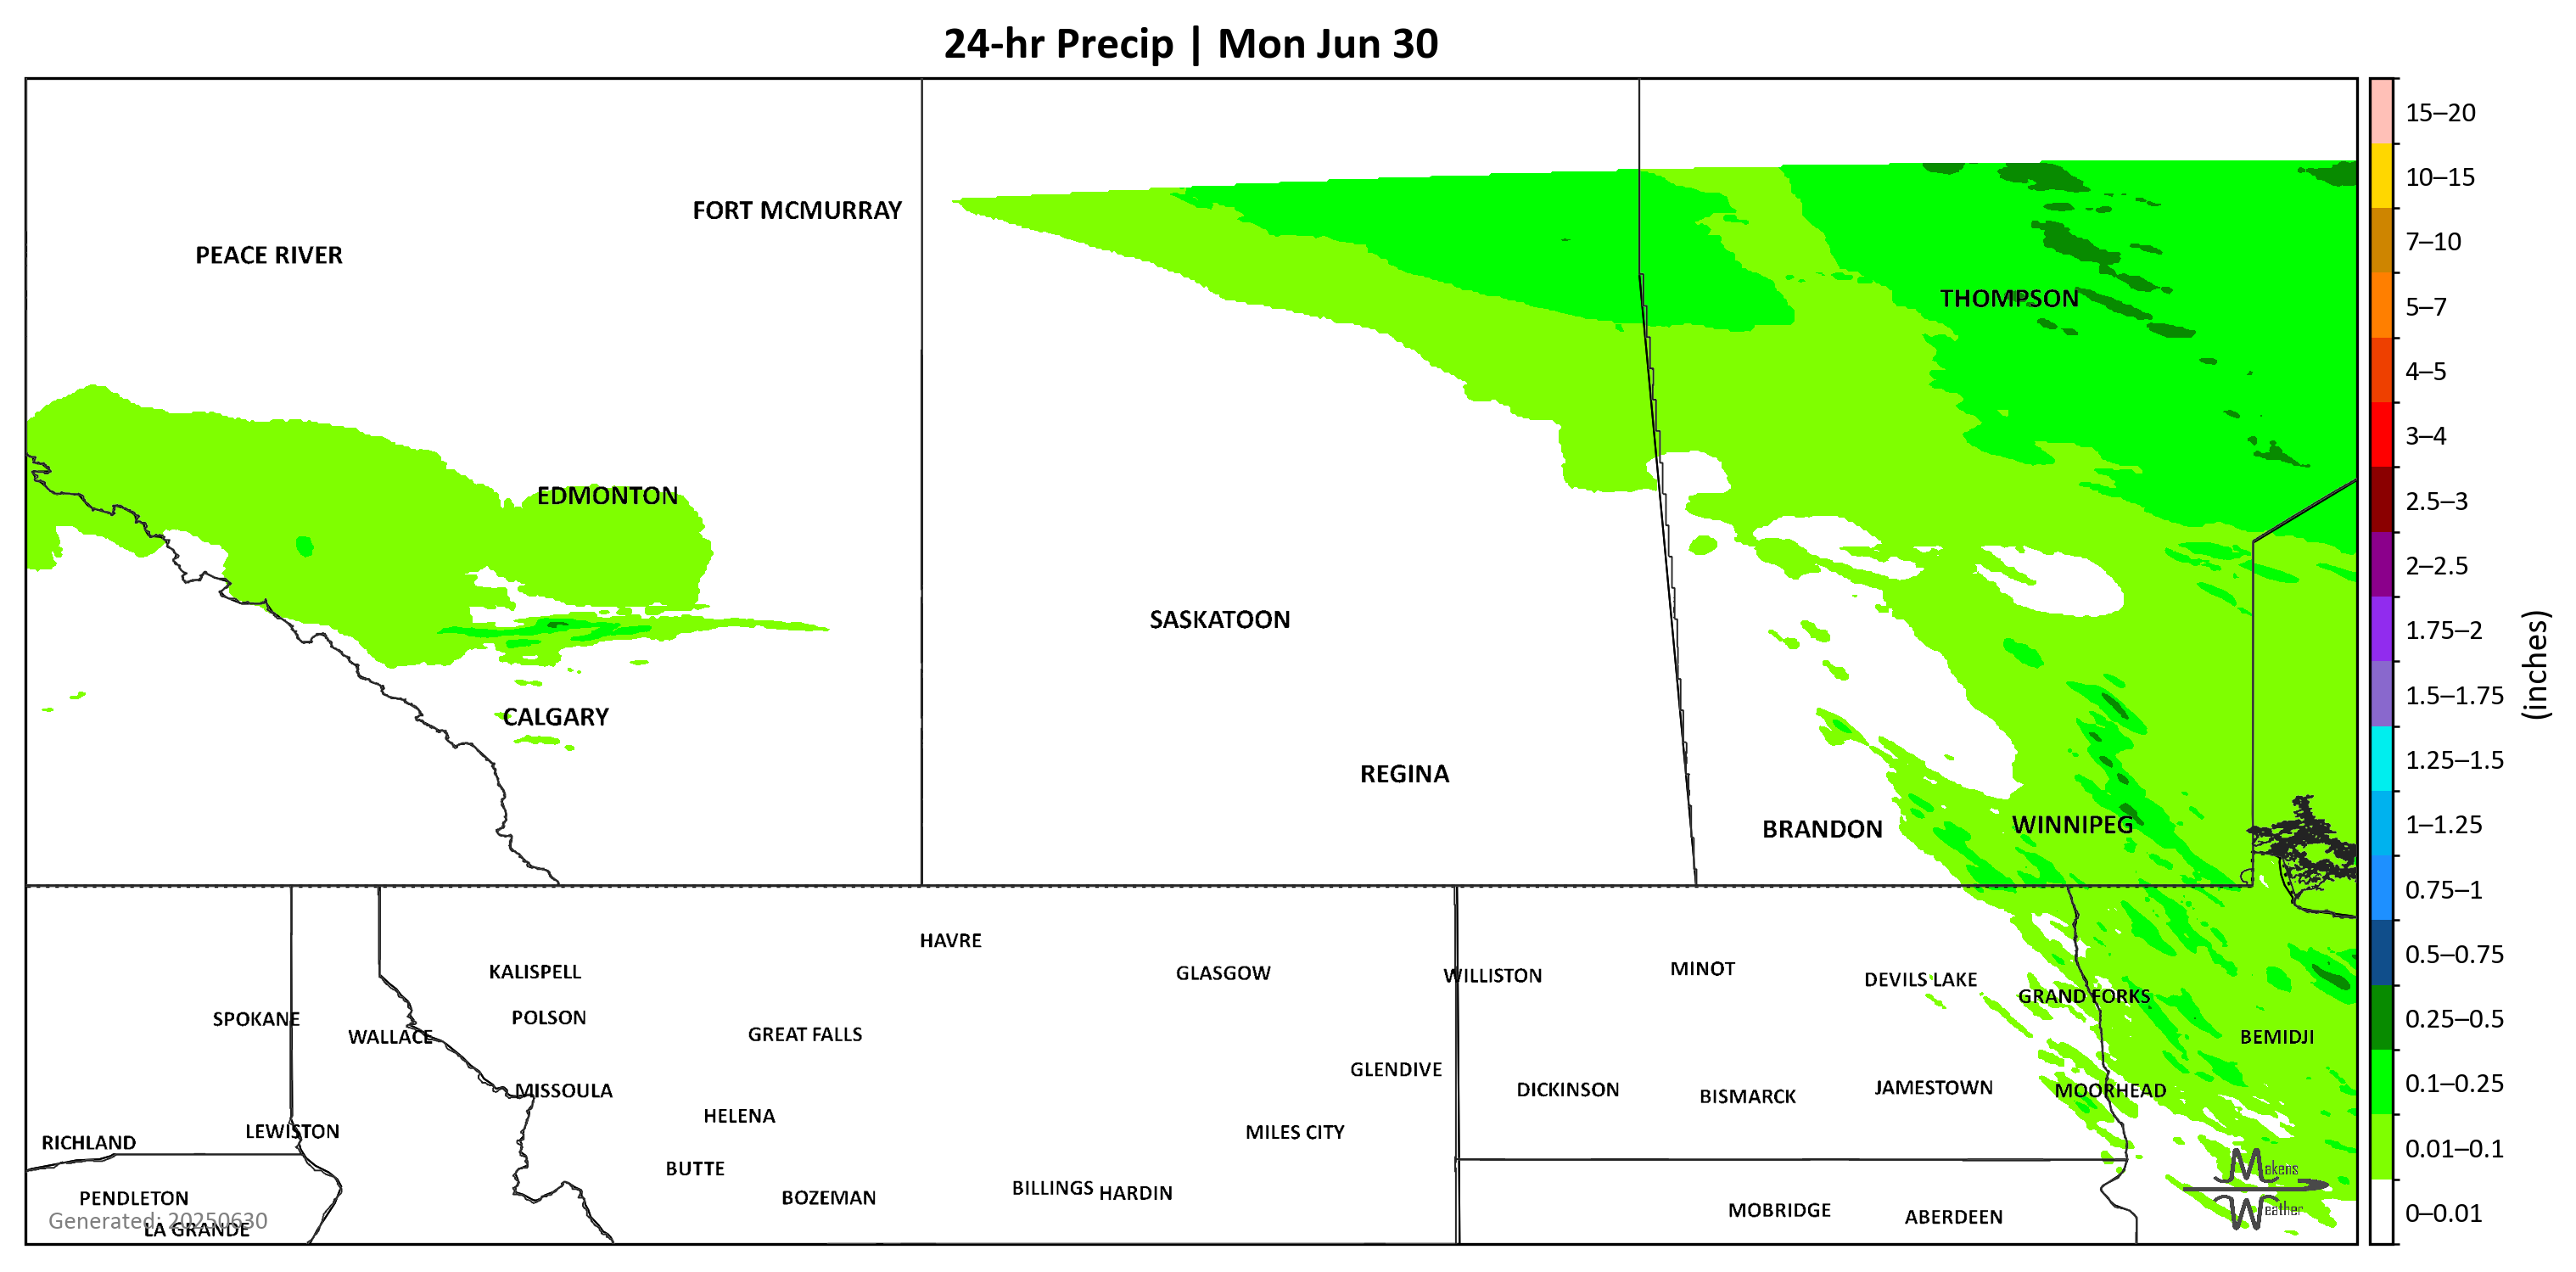 24-hr Precip | Mon Jun 30
15–20
10–15
7–10
5–7
4–5
3–4
2.5–3
2–2.5
1.75–2
1.5–1.75
1.25–1.5
1–1.25
0.75–1
0.5–0.75
0.25–0.5
0.1–0.25
0.01–0.1
0–0.01
(inches)
FORT MCMURRAY
PEACE RIVER
THOMPSON
EDMONTON
SASKATOON
CALGARY
REGINA
BRANDON
WINNIPEG
HAVRE
KALISPELL
GLASGOW
WILLISTON
MINOT
DEVILS LAKE
GRAND FORKS
SPOKANE
POLSON
WALLACE
GREAT FALLS
BEMIDJI
GLENDIVE
MISSOULA
DICKINSON
BISMARCK
JAMESTOWN
MOORHEAD
HELENA
LEWISTON
MILES CITY
RICHLAND
BUTTE
PENDLETON
BOZEMAN
BILLINGS
HARDIN
MOBRIDGE
ABERDEEN
Generated: 20250630
LA GRANDE
Makens
Weather